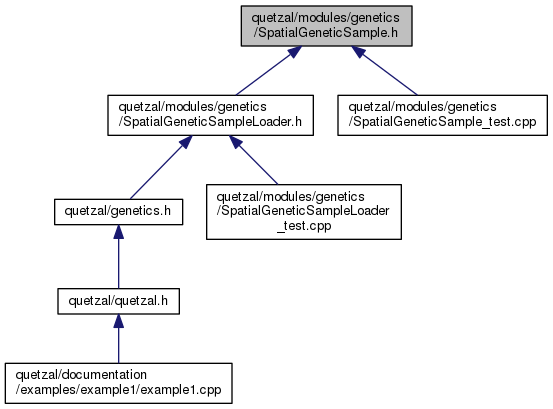 quetzal/modules/genetics
/SpatialGeneticSample.h
quetzal/modules/genetics
/SpatialGeneticSampleLoader.h
quetzal/modules/genetics
/SpatialGeneticSample_test.cpp
quetzal/genetics.h
quetzal/modules/genetics
/SpatialGeneticSampleLoader
_test.cpp
quetzal/quetzal.h
quetzal/documentation
/examples/example1/example1.cpp